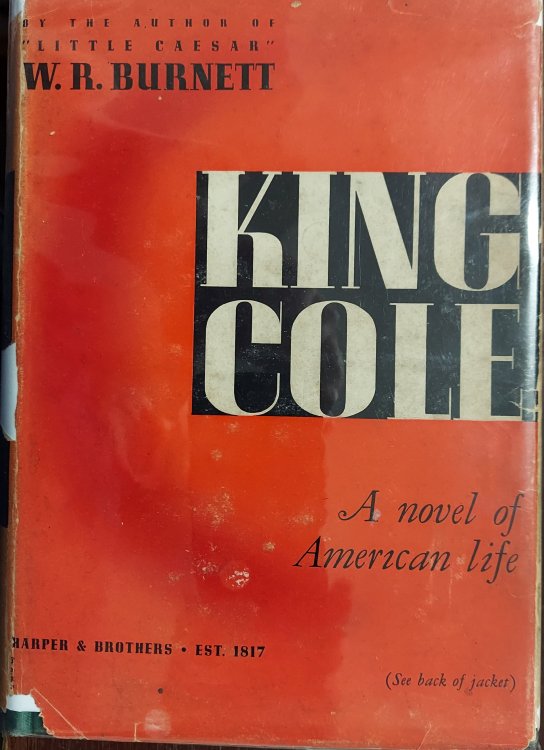 BY THE AUTHOR OF
"LITTLE CAESAR"
W. R. BURNETT
KING
COLE
A novel of
American life
HARPER & BROTHERS • EST. 1817
(See back of jacket)